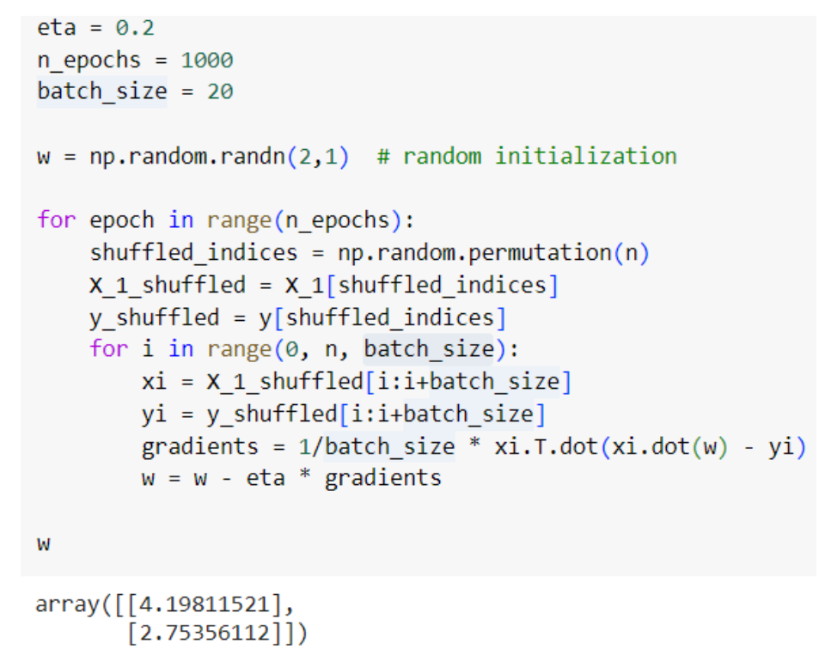 eta = 0.2
n_epochs = 1000
batch_size = 20
w = np.random.randn(2,1)  # random initialization
for epoch in range(n_epochs):
    shuffled_indices = np.random.permutation(n)
    X_1_shuffled = X_1[shuffled_indices]
    y_shuffled = y[shuffled_indices]
    for i in range(0, n, batch_size):
        xi = X_1_shuffled[i:i+batch_size]
        yi = y_shuffled[i:i+batch_size]
        gradients = 1/batch_size * xi.T.dot(xi.dot(w) - yi)
        w = w - eta * gradients
w
array([[4.19811521],
       [2.75356112]])